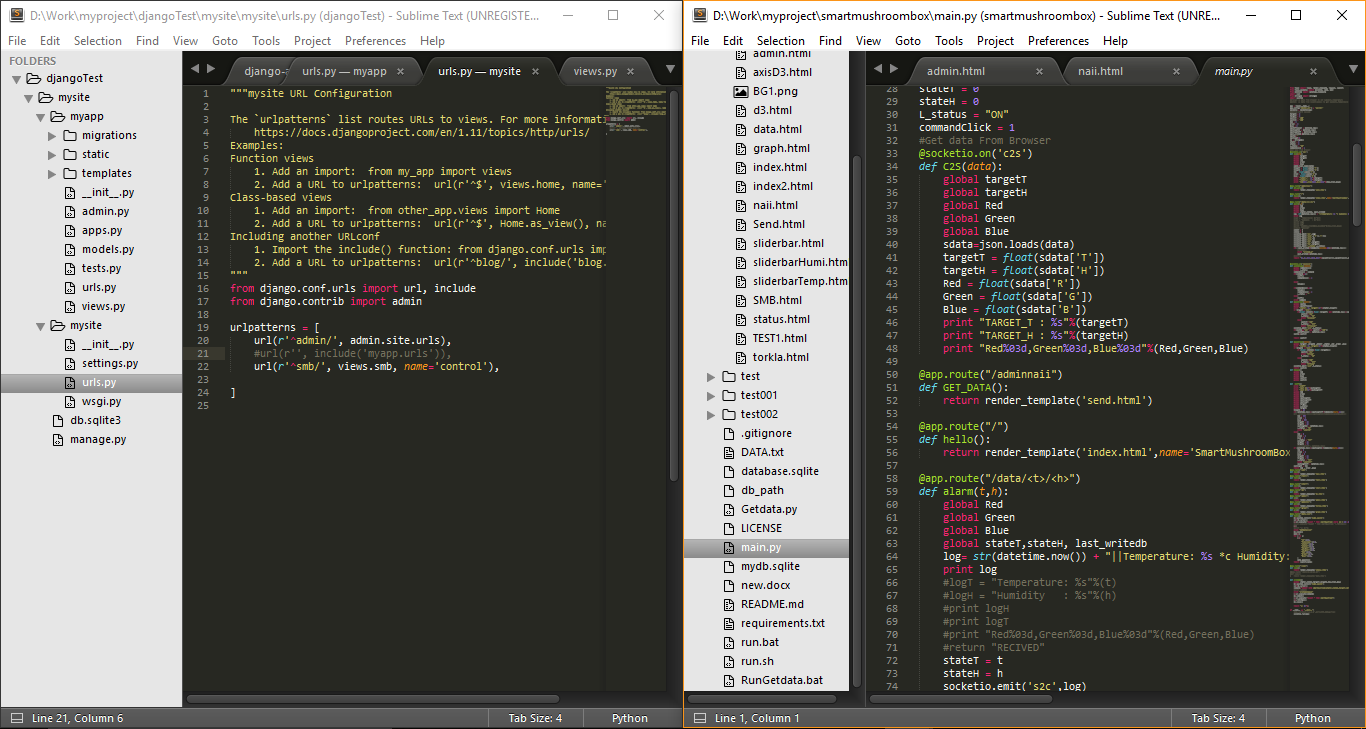 D:\Work\myproject\djangoTest\mysite\mysite\urls.py (djangoTest) - Sublime Text (UNREGISTE...
File Edit Selection Find View Goto Tools Project Preferences Help
FOLDERS
djangoTest
mysite
myapp
migrations
static
templates
__init__.py
admin.py
apps.py
models.py
tests.py
urls.py
views.py
mysite
__init__.py
settings.py
urls.py
wsgi.py
db.sqlite3
manage.py
django-a urls.py — myapp × urls.py — mysite × views.py ×
1 """mysite URL Configuration
2
3 The `urlpatterns` list routes URLs to views. For more informati
4     https://docs.djangoproject.com/en/1.11/topics/http/urls/
5 Examples:
6 Function views
7     1. Add an import:  from my_app import views
8     2. Add a URL to urlpatterns:  url(r'^$', views.home, name='
9 Class-based views
10     1. Add an import:  from other_app.views import Home
11     2. Add a URL to urlpatterns:  url(r'^$', Home.as_view(), na
12 Including another URLconf
13     1. Import the include() function: from django.conf.urls imp
14     2. Add a URL to urlpatterns:  url(r'^blog/', include('blog.
15 """
16 from django.conf.urls import url, include
17 from django.contrib import admin
18
19 urlpatterns = [
20     url(r'^admin/', admin.site.urls),
21     #url(r'', include('myapp.urls')),
22     url(r'^smb/', views.smb, name='control'),
23
24 ]
25
Line 21, Column 6 Tab Size: 4 Python
D:\Work\myproject\smartmushroombox\main.py (smartmushroombox) - Sublime Text (UNRE...
File Edit Selection Find View Goto Tools Project Preferences Help
admin.html
axisD3.html
BG1.png
d3.html
data.html
graph.html
index.html
index2.html
naii.html
Send.html
sliderbar.html
sliderbarHumi.htm
sliderbarTemp.htm
SMB.html
status.html
TEST1.html
torkla.html
test
test001
test002
.gitignore
DATA.txt
database.sqlite
db_path
Getdata.py
LICENSE
main.py
mydb.sqlite
new.docx
README.md
requirements.txt
run.bat
run.sh
RunGetdata.bat
admin.html × naii.html × main.py ×
28 stateT = 0
29 stateH = 0
30 L_status = "ON"
31 commandClick = 1
32 #Get data From Browser
33 @socketio.on('c2s')
34 def C2S(data):
35     global targetT
36     global targetH
37     global Red
38     global Green
39     global Blue
40     sdata=json.loads(data)
41     targetT = float(sdata['T'])
42     targetH = float(sdata['H'])
43     Red = float(sdata['R'])
44     Green = float(sdata['G'])
45     Blue = float(sdata['B'])
46     print "TARGET_T : %s"%(targetT)
47     print "TARGET_H : %s"%(targetH)
48     print "Red%03d,Green%03d,Blue%03d"%(Red,Green,Blue)
49
50 @app.route("/adminnaii")
51 def GET_DATA():
52     return render_template('send.html')
53
54 @app.route("/")
55 def hello():
56     return render_template('index.html',name='SmartMushroomBox
57
58 @app.route("/data/<t>/<h>")
59 def alarm(t,h):
60     global Red
61     global Green
62     global Blue
63     global stateT,stateH, last_writedb
64     log= str(datetime.now()) + "||Temperature: %s *c Humidity:
65     print log
66     #logT = "Temperature: %s"%(t)
67     #logH = "Humidity   : %s"%(h)
68     #print logH
69     #print logT
70     #print "Red%03d,Green%03d,Blue%03d"%(Red,Green,Blue)
71     #return "RECIVED"
72     stateT = t
73     stateH = h
74     socketio.emit('s2c',log)
Line 1, Column 1 Tab Size: 4 Python